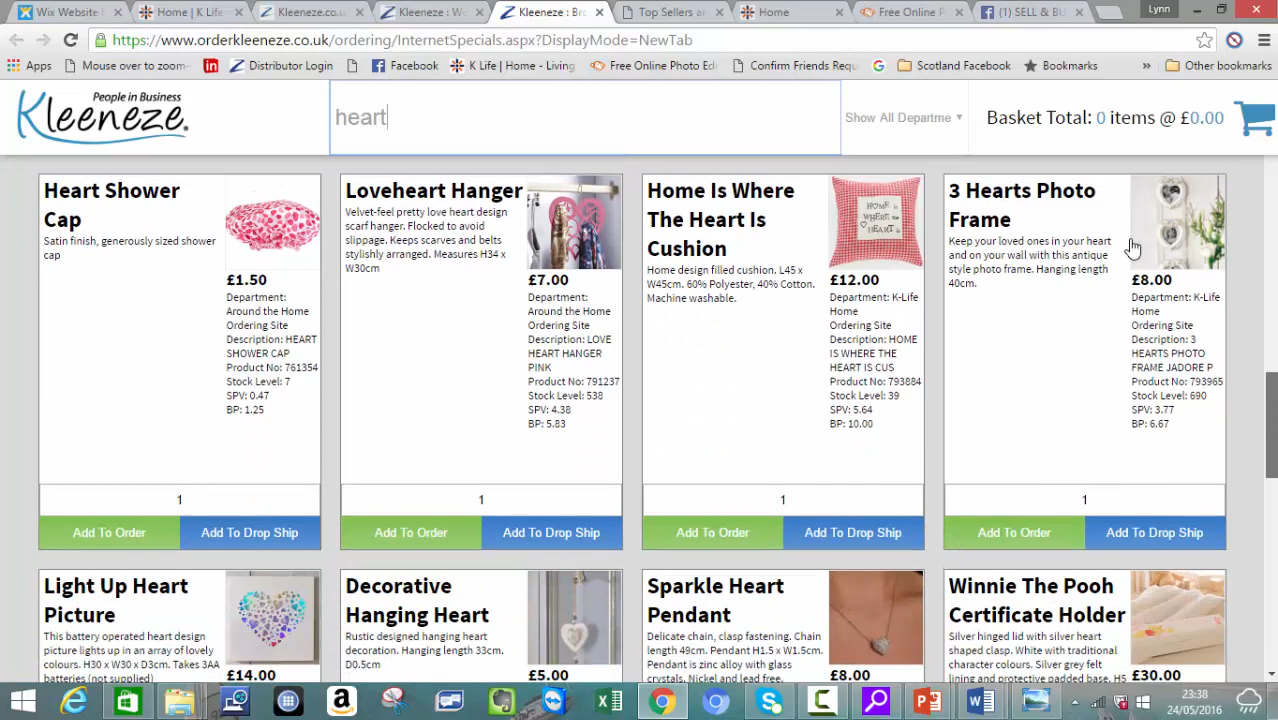 Wix Website
Home | K Life
Kleeneze.co.u
Kleeneze : W
Kleeneze : Bro
Top Sellers ar
Home
Free Online P
(1) SELL & BU
Lynn
https://www.orderkleeneze.co.uk/ordering/InternetSpecials.aspx?DisplayMode=NewTab
Apps
Mouse over to zoom-
Distributor Login
Facebook
K Life | Home - Living
Free Online Photo Edi
Confirm Friends Requ
Scotland Facebook
Bookmarks
Other bookmarks
People in Business
Kleeneze.
heart
Show All Departme
Basket Total: 0 items @ £0.00
Heart Shower
Cap
Satin finish, generously sized shower
cap
£1.50
Department:
Around the Home
Ordering Site
Description: HEART
SHOWER CAP
Product No: 761354
Stock Level: 7
SPV: 0.47
BP: 1.25
1
Add To Order
Add To Drop Ship
Loveheart Hanger
Velvet-feel pretty love heart design
scarf hanger. Flocked to avoid
slippage. Keeps scarves and belts
stylishly arranged. Measures H34 x
W30cm
£7.00
Department:
Around the Home
Ordering Site
Description: LOVE
HEART HANGER
PINK
Product No: 791237
Stock Level: 538
SPV: 4.38
BP: 5.83
1
Add To Order
Add To Drop Ship
Home Is Where
The Heart Is
Cushion
Home design filled cushion. L45 x
W45cm. 60% Polyester, 40% Cotton.
Machine washable.
HOME
IS
WHERE
THE
HEART
£12.00
Department: K-Life
Home
Ordering Site
Description: HOME
IS WHERE THE
HEART IS CUS
Product No: 793884
Stock Level: 39
SPV: 5.64
BP: 10.00
1
Add To Order
Add To Drop Ship
3 Hearts Photo
Frame
Keep your loved ones in your heart
and on your wall with this antique
style photo frame. Hanging length
40cm.
£8.00
Department: K-Life
Home
Ordering Site
Description: 3
HEARTS PHOTO
FRAME JADORE P
Product No: 793965
Stock Level: 690
SPV: 3.77
BP: 6.67
1
Add To Order
Add To Drop Ship
Light Up Heart
Picture
This battery operated heart design
picture lights up in an array of lovely
colours. H30 x W30 x D3cm. Takes 3AA
batteries (not supplied)
£14.00
Decorative
Hanging Heart
Rustic designed hanging heart
decoration. Hanging length 33cm.
D0.5cm
£5.00
Sparkle Heart
Pendant
Delicate chain, clasp fastening. Chain
length 49cm. Pendant H1.5 x W1.5cm.
Pendant is zinc alloy with glass
crystals. Nickel and lead free.
£8.00
Winnie The Pooh
Certificate Holder
Silver hinged lid with silver heart
shaped clasp. White with traditional
character colours. Silver grey felt
lining and protective padded base. H5
£30.00
23:38
24/05/2016